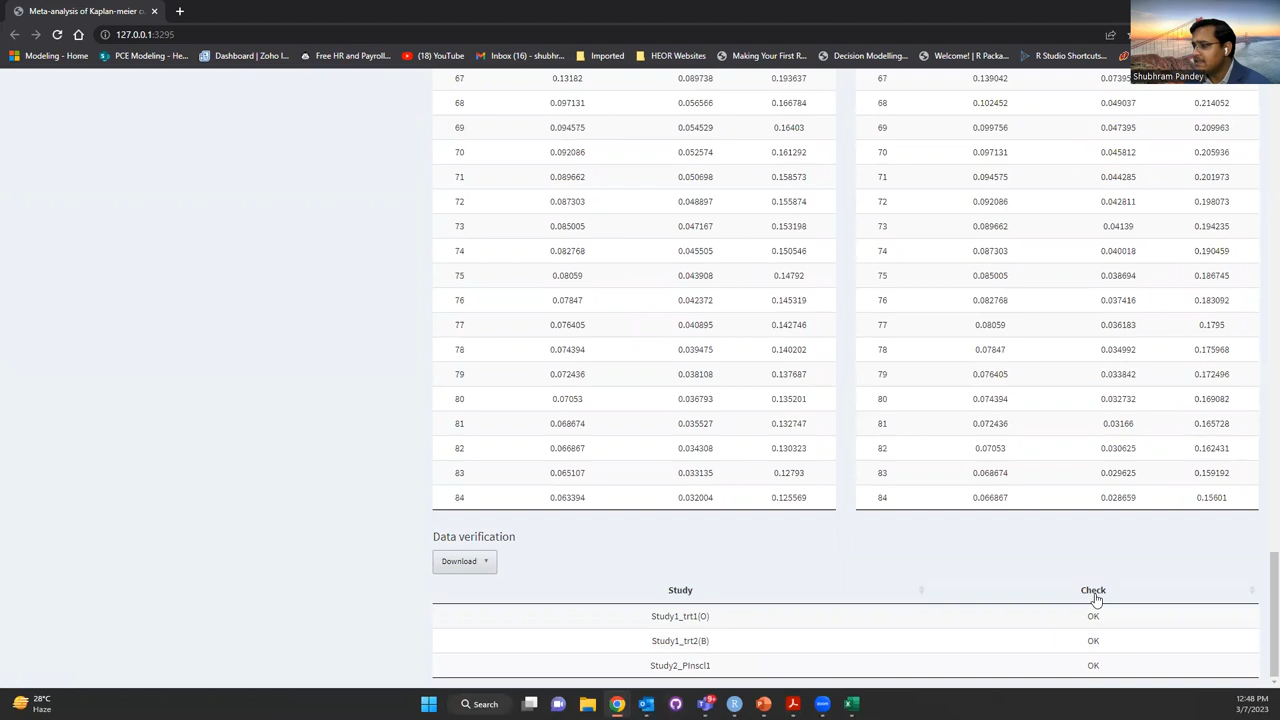 Meta-analysis of Kaplan-meier c
127.0.0.1:3295
Modeling - Home
PCE Modeling - He...
Dashboard | Zoho I...
Free HR and Payroll...
(18) YouTube
Inbox (16) - shubhr...
Imported
HEOR Websites
Making Your First R...
Decision Modelling...
Welcome! | R Packa...
R Studio Shortcuts...
Shubhram Pandey
67 0.13182 0.089738 0.193637 67 0.139042
68 0.097131 0.056566 0.166784 68 0.102452 0.049037 0.214052
69 0.094575 0.054529 0.16403 69 0.099756 0.047395 0.209963
70 0.092086 0.052574 0.161292 70 0.097131 0.045812 0.205936
71 0.089662 0.050698 0.158573 71 0.094575 0.044285 0.201973
72 0.087303 0.048897 0.155874 72 0.092086 0.042811 0.198073
73 0.085005 0.047167 0.153198 73 0.089662 0.04139 0.194235
74 0.082768 0.045505 0.150546 74 0.087303 0.040018 0.190459
75 0.08059 0.043908 0.14792 75 0.085005 0.038694 0.186745
76 0.07847 0.042372 0.145319 76 0.082768 0.037416 0.183092
77 0.076405 0.040895 0.142746 77 0.08059 0.036183 0.1795
78 0.074394 0.039475 0.140202 78 0.07847 0.034992 0.175968
79 0.072436 0.038108 0.137687 79 0.076405 0.033842 0.172496
80 0.07053 0.036793 0.135201 80 0.074394 0.032732 0.169082
81 0.068674 0.035527 0.132747 81 0.072436 0.03166 0.165728
82 0.066867 0.034308 0.130323 82 0.07053 0.030625 0.162431
83 0.065107 0.033135 0.12793 83 0.068674 0.029625 0.159192
84 0.063394 0.032004 0.125569 84 0.066867 0.028659 0.15601
Data verification
Download
Study Check
Study1_trt1(O) OK
Study1_trt2(B) OK
Study2_PInscl1 OK
28°C
Haze
Search
12:48 PM
3/7/2023